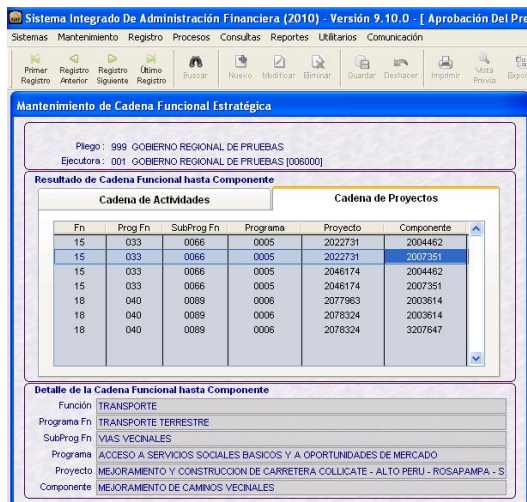 Sistema Integrado De Administración Financiera (2010) - Versión 9.10.0 - [ Aprobación Del Pre
Sistemas Mantenimiento Registro Procesos Consultas Reportes Utilitarios Comunicación
Primer Registro Registro Anterior Registro Siguiente Último Registro Buscar Nuevo Modificar Eliminar Guardar Deshacer Imprimir Vista Previa Expor
Mantenimiento de Cadena Funcional Estratégica
Pliego : 999 GOBIERNO REGIONAL DE PRUEBAS
Ejecutora : 001 GOBIERNO REGIONAL DE PRUEBAS [006000]
Resultado de Cadena Funcional hasta Componente
Cadena de Actividades Cadena de Proyectos
Fn Prog Fn SubProg Fn Programa Proyecto Componente
15 033 0066 0005 2022731 2004462
15 033 0066 0005 2022731 2007351
15 033 0066 0005 2046174 2004462
15 033 0066 0005 2046174 2007351
18 040 0089 0006 2077963 2003614
18 040 0089 0006 2078324 2003614
18 040 0089 0006 2078324 3207647
Detalle de la Cadena Funcional hasta Componente
Función TRANSPORTE
Programa Fn TRANSPORTE TERRESTRE
SubProg Fn VIAS VECINALES
Programa ACCESO A SERVICIOS SOCIALES BASICOS Y A OPORTUNIDADES DE MERCADO
Proyecto MEJORAMIENTO Y CONSTRUCCION DE CARRETERA COLLICATE - ALTO PERU - ROSAPAMPA - S
Componente MEJORAMIENTO DE CAMINOS VECINALES